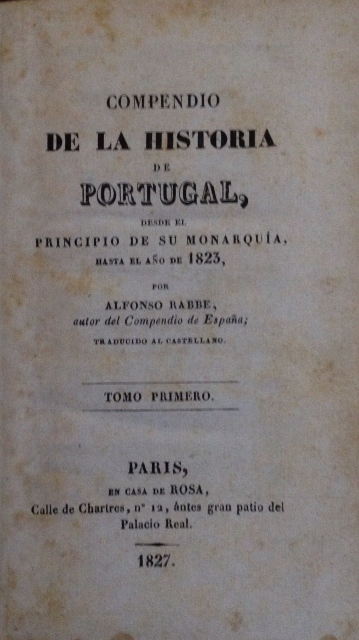 COMPENDIO
DE LA HISTORIA
DE
PORTUGAL,
DESDE EL
PRINCIPIO DE SU MONARQUÍA,
HASTA EL AÑO DE 1823,
POR
ALFONSO RABBE,
autor del Compendio de España;
TRADUCIDO AL CASTELLANO.
TOMO PRIMERO.
PARIS,
EN CASA DE ROSA,
Calle de Chartres, nº 12, ántes gran patio del
Palacio Real.
1827.